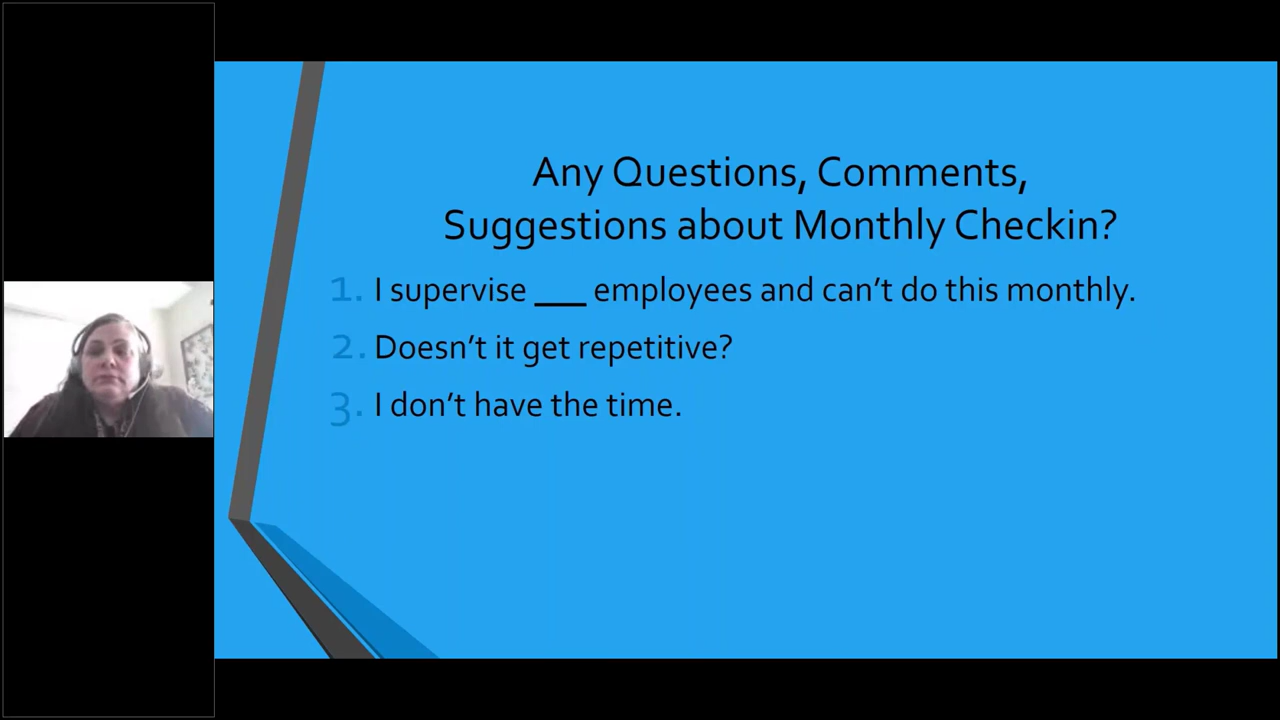 Any Questions, Comments,
Suggestions about Monthly Checkin?
1. I supervise ___ employees and can't do this monthly.
2. Doesn't it get repetitive?
3. I don't have the time.